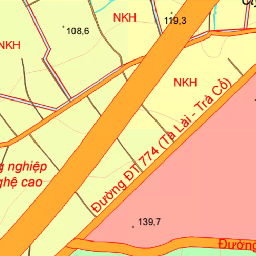 NKH
119,3
108,6
NKH
NKH
Đường ĐT 774 (Tà Lài - Trà Cổ)
nghiệp
nghệ cao
139,7
Đường